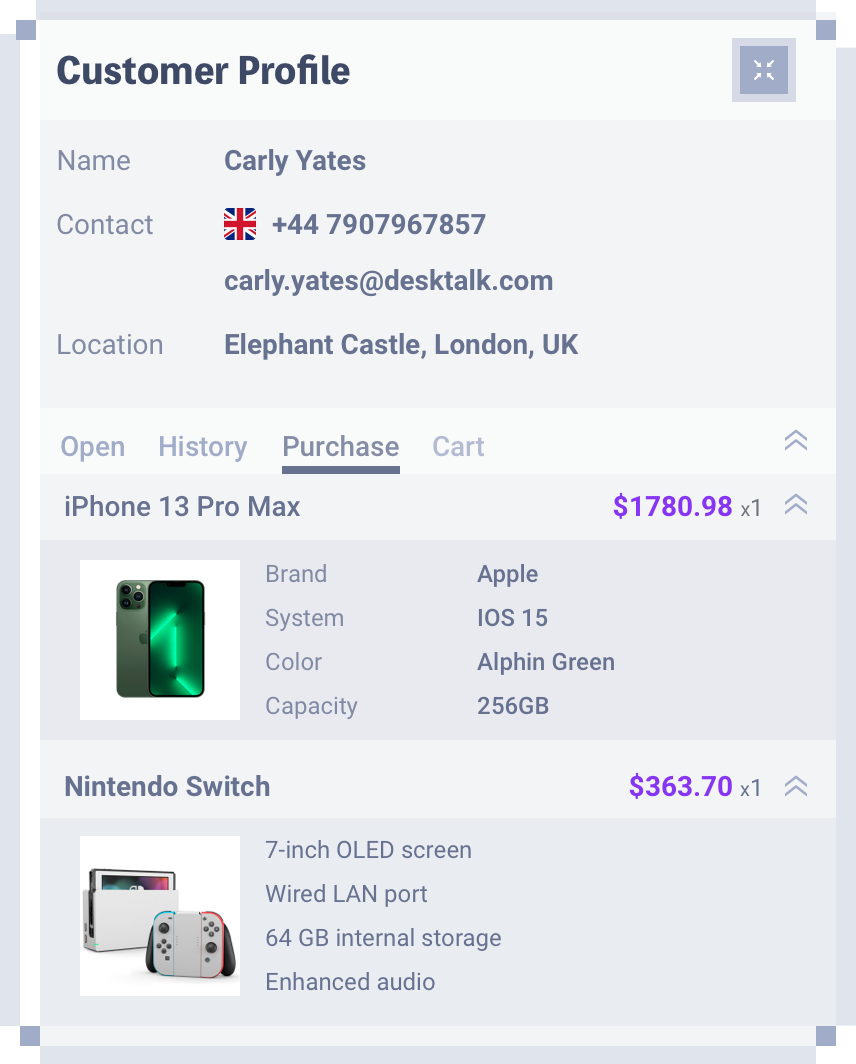 Customer Profile
Name Carly Yates
Contact +44 7907967857
carly.yates@desktalk.com
Location Elephant Castle, London, UK
Open History Purchase Cart
iPhone 13 Pro Max $1780.98 x1
Brand Apple
System IOS 15
Color Alphin Green
Capacity 256GB
Nintendo Switch $363.70 x1
7-inch OLED screen
Wired LAN port
64 GB internal storage
Enhanced audio